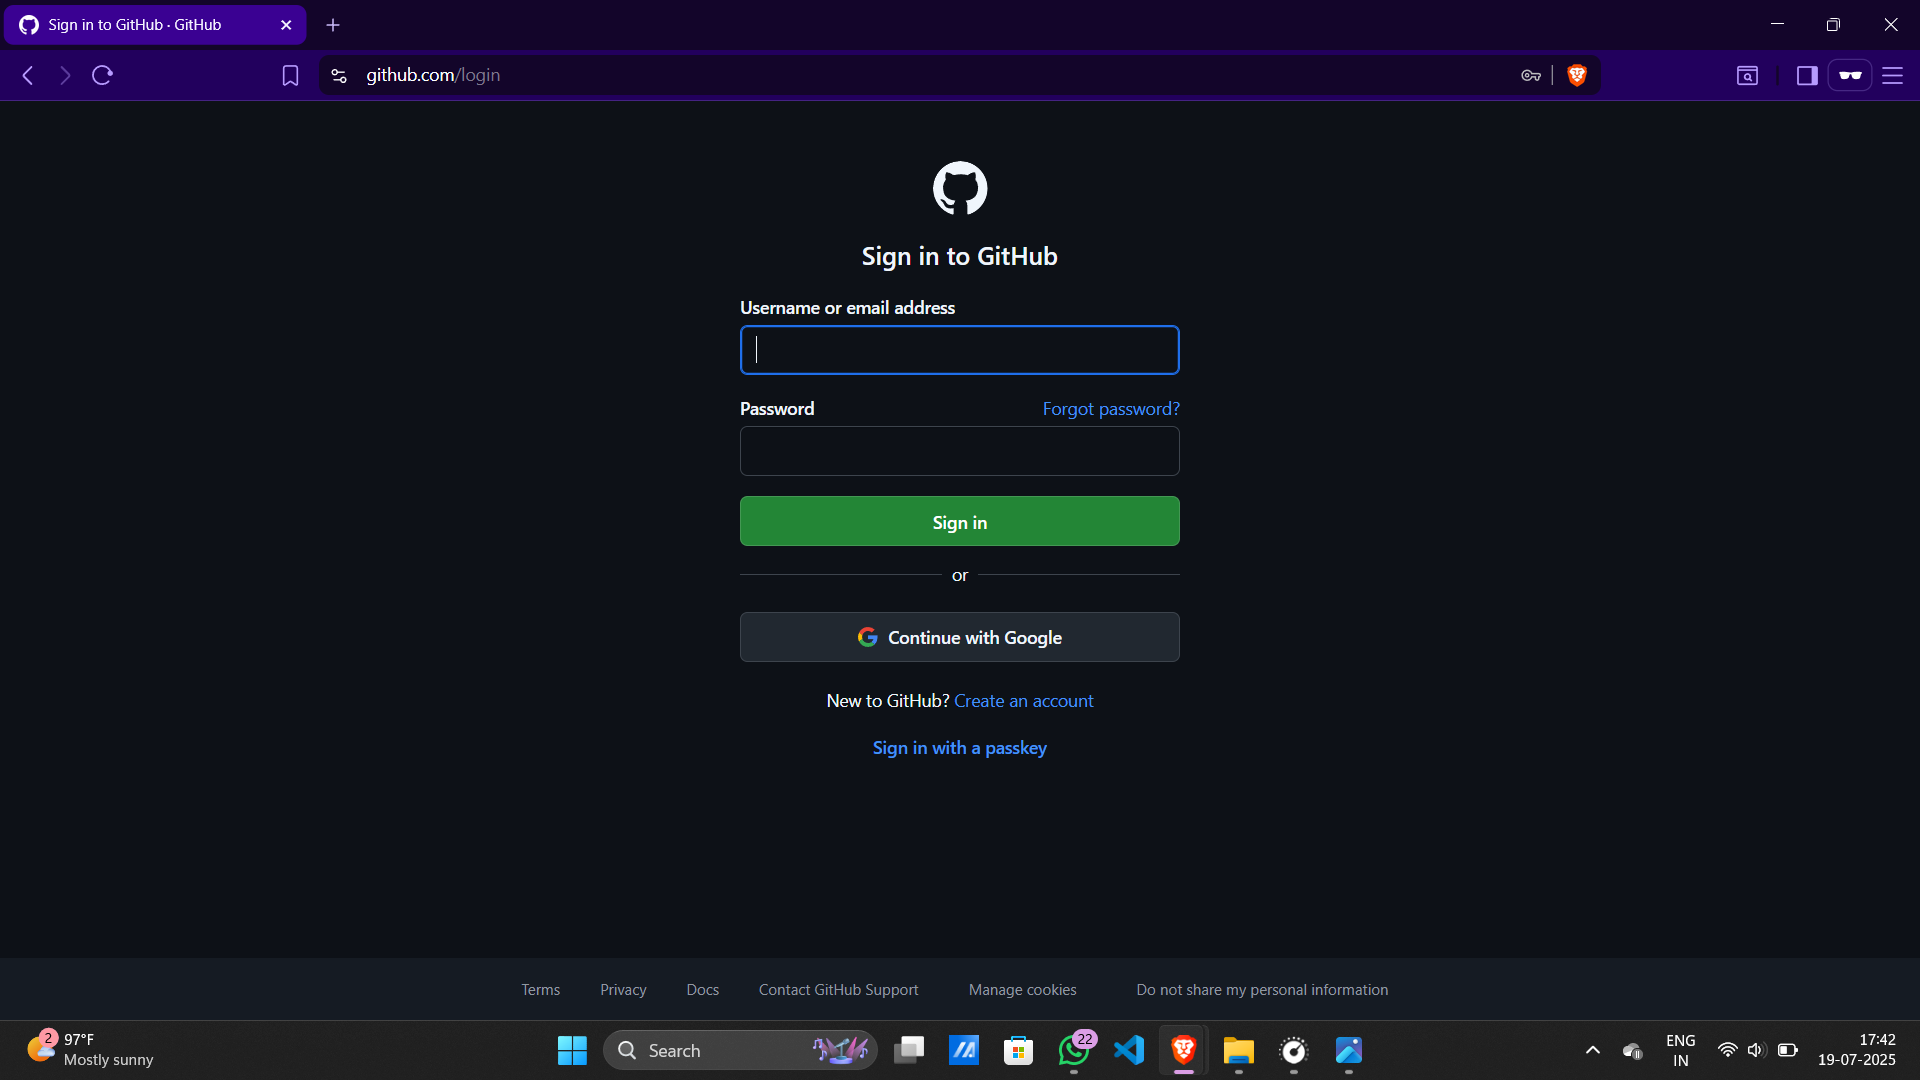 Sign in to GitHub · GitHub
github.com/login
Sign in to GitHub
Username or email address
Password Forgot password?
Sign in
or
Continue with Google
New to GitHub? Create an account
Sign in with a passkey
Terms Privacy Docs Contact GitHub Support Manage cookies Do not share my personal information
2 97°F
Mostly sunny
Search
22
ENG
IN
17:42
19-07-2025